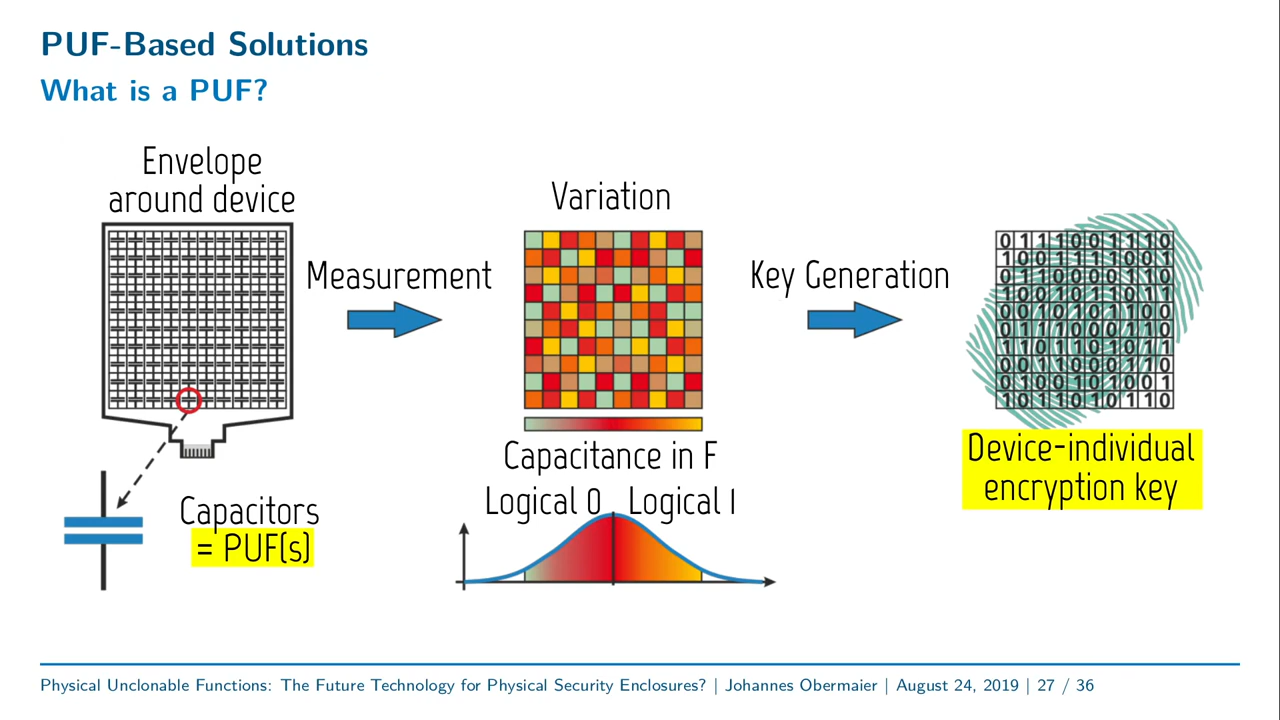 PUF-Based Solutions
What is a PUF?
Envelope
around device
Measurement
Variation
Key Generation
0 1 1 1 0 0 1 1 1 0
1 0 0 1 1 1 1 0 0 1
0 1 1 0 0 0 0 1 1 0
1 0 0 1 0 1 1 0 1 1
0 0 1 0 1 0 1 1 0 0
0 1 1 1 0 0 0 1 1 0
1 1 0 1 1 0 1 0 1 1
0 0 1 1 0 0 0 1 1 0
0 1 0 0 1 0 1 0 0 1
1 0 1 1 0 1 0 1 1 0
Capacitors
= PUF(s)
Capacitance in F
Logical 0 Logical 1
Device-individual
encryption key
Physical Unclonable Functions: The Future Technology for Physical Security Enclosures? | Johannes Obermaier | August 24, 2019 | 27 / 36